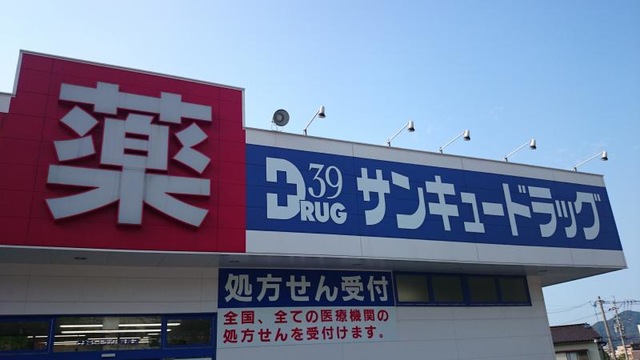 薬
39
DRUG
サンキュードラッグ
処方せん受付
全国、全ての医療機関の
処方せんを受付けます。